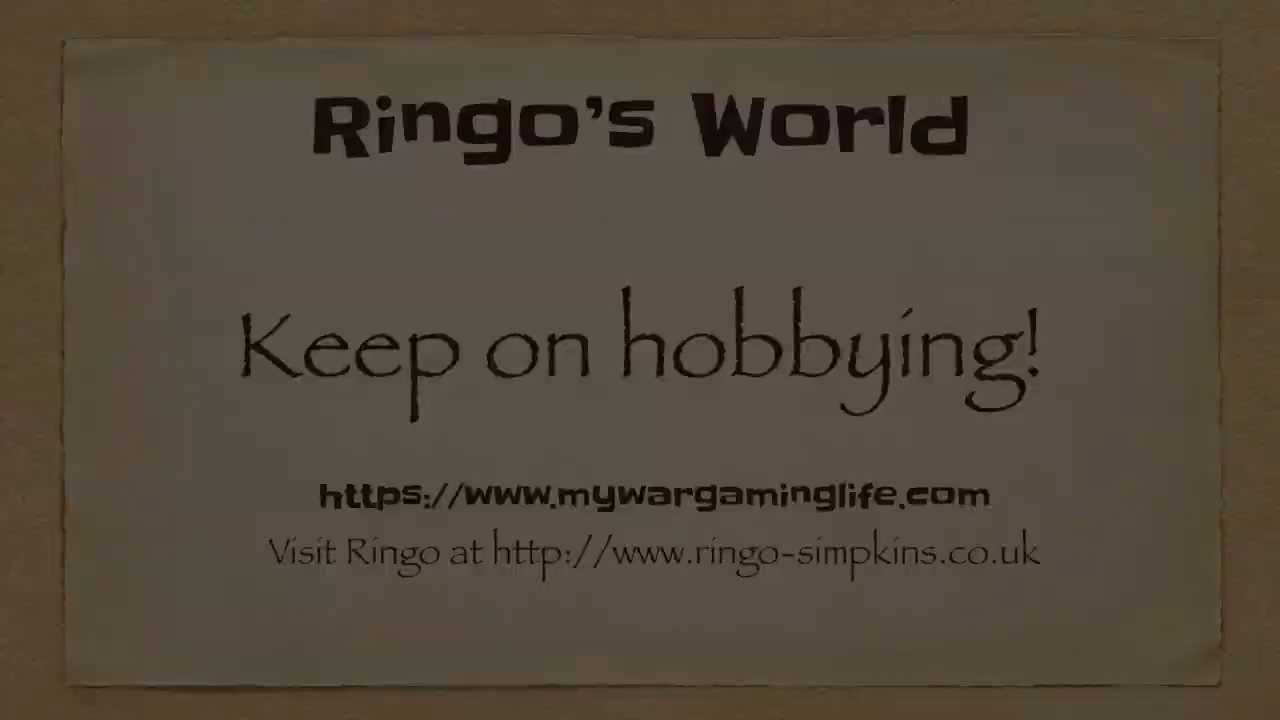 Ringo's World
Keep on hobbying!
https://www.mywargaminglife.com
Visit Ringo at http://www.ringo-simpkins.co.uk